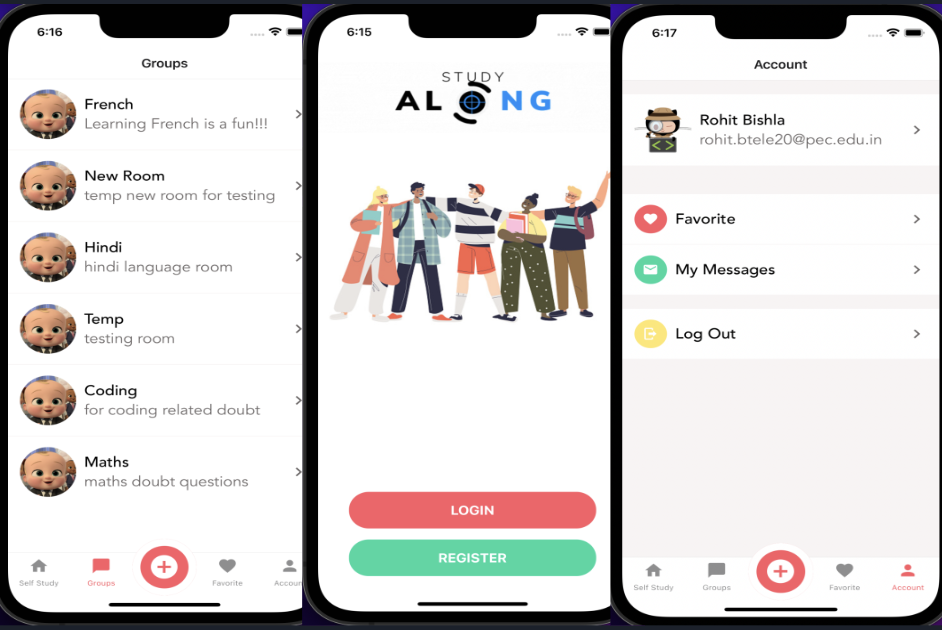 6:16
Groups
French
Learning French is a fun!!!
New Room
temp new room for testing
Hindi
hindi language room
Temp
testing room
Coding
for coding related doubt
Maths
maths doubt questions
Self Study
Groups
Favorite
Accoun
6:15
STUDY
ALONG
LOGIN
REGISTER
6:17
Account
Rohit Bishla
rohit.btele20@pec.edu.in
Favorite
My Messages
Log Out
Self Study
Groups
Favorite
Account